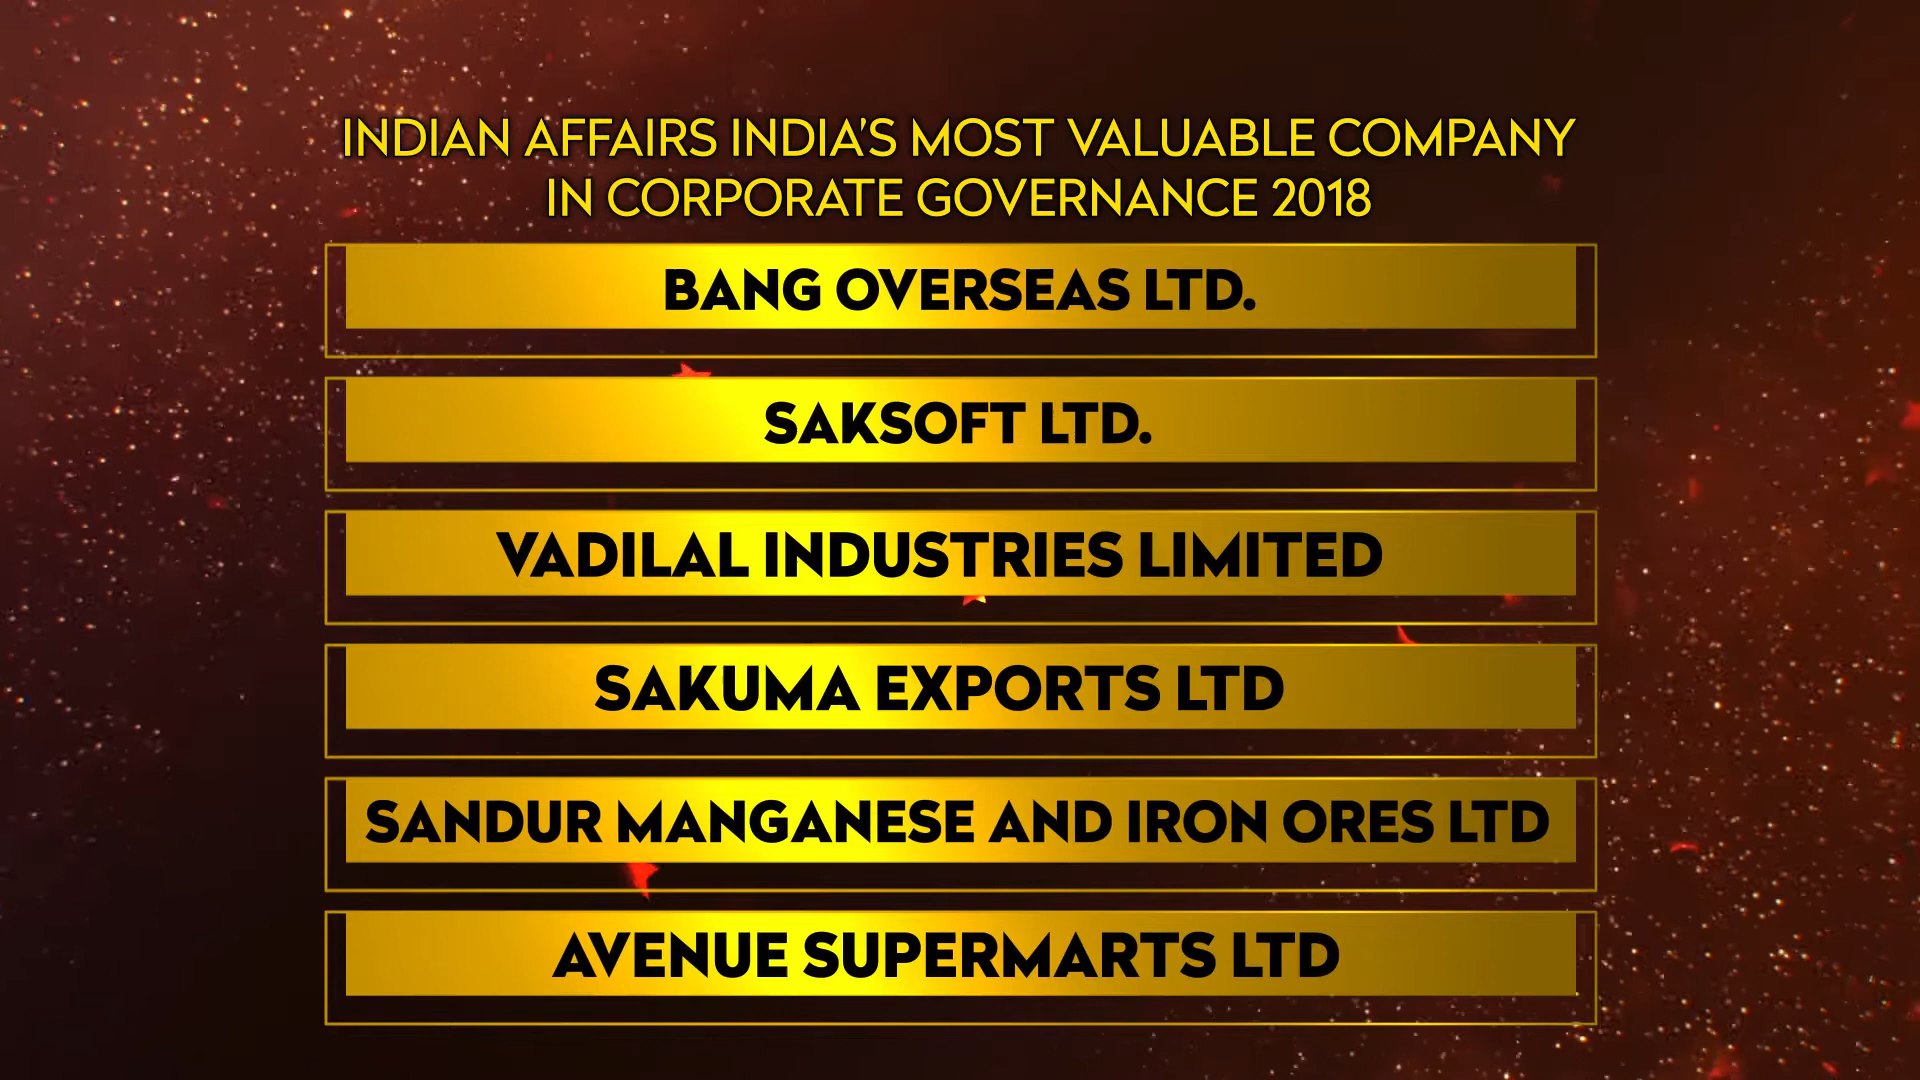 INDIAN AFFAIRS INDIA'S MOST VALUABLE COMPANY
IN CORPORATE GOVERNANCE 2018
BANG OVERSEAS LTD.
SAKSOFT LTD.
VADILAL INDUSTRIES LIMITED
SAKUMA EXPORTS LTD
SANDUR MANGANESE AND IRON ORES LTD
AVENUE SUPERMARTS LTD